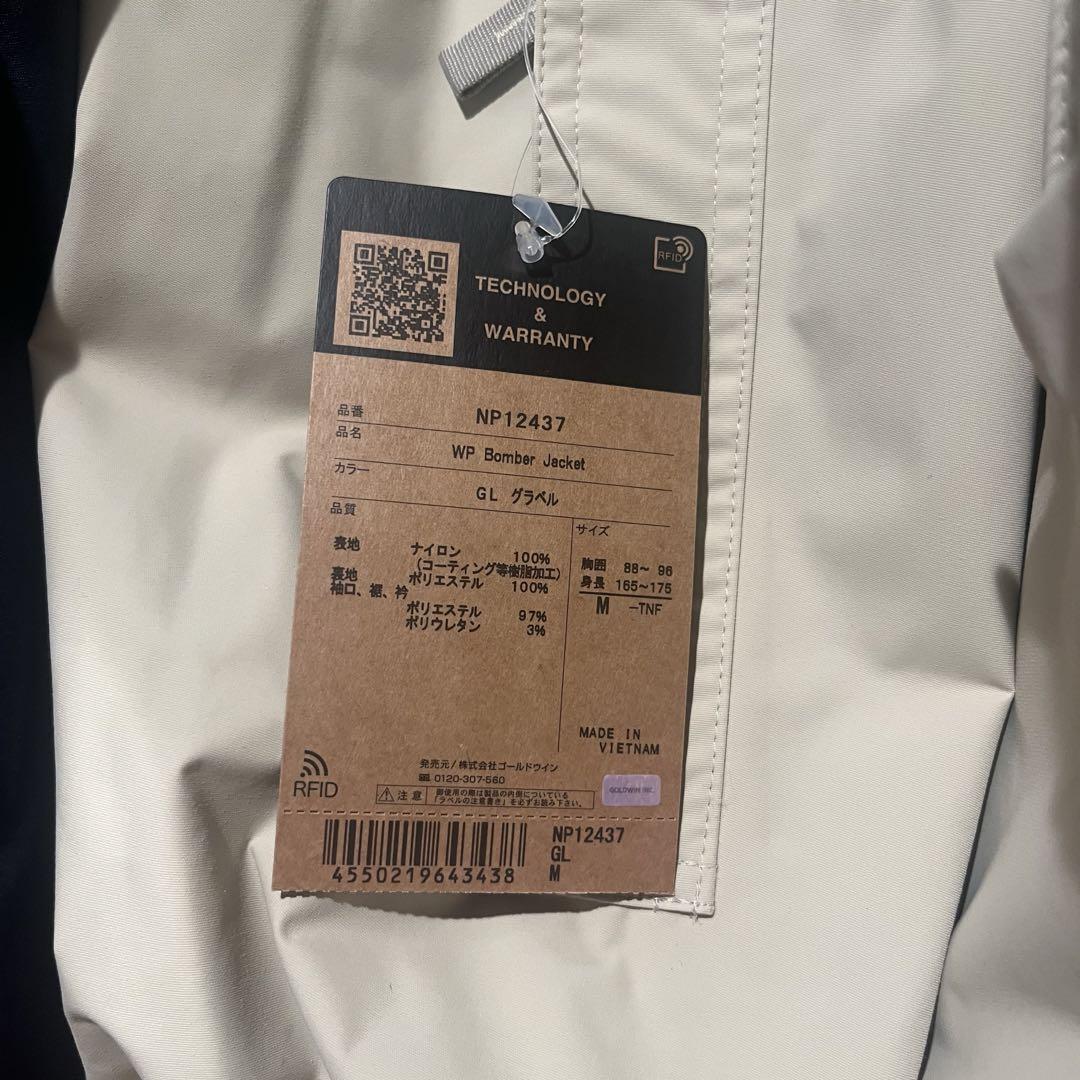 RFID
TECHNOLOGY
&
WARRANTY
品番 NP12437
品名 WP Bomber Jacket
カラー GL グラベル
品質
サイズ
表地 ナイロン 100%
(コーティング等樹脂加工)
裏地 ポリエステル 100%
袖口、裾、衿
ポリエステル 97%
ポリウレタン 3%
胸囲 88~ 96
身長 165~175
M -TNF
MADE IN
VIETNAM
発売元/株式会社ゴールドウイン
0120-307-560
RFID
注意
御使用の際は製品の内側についている
「ラベルの注意書き」を必ずお読み下さい。
GOLDWIN INC.
4550219643438
NP12437
GL
M